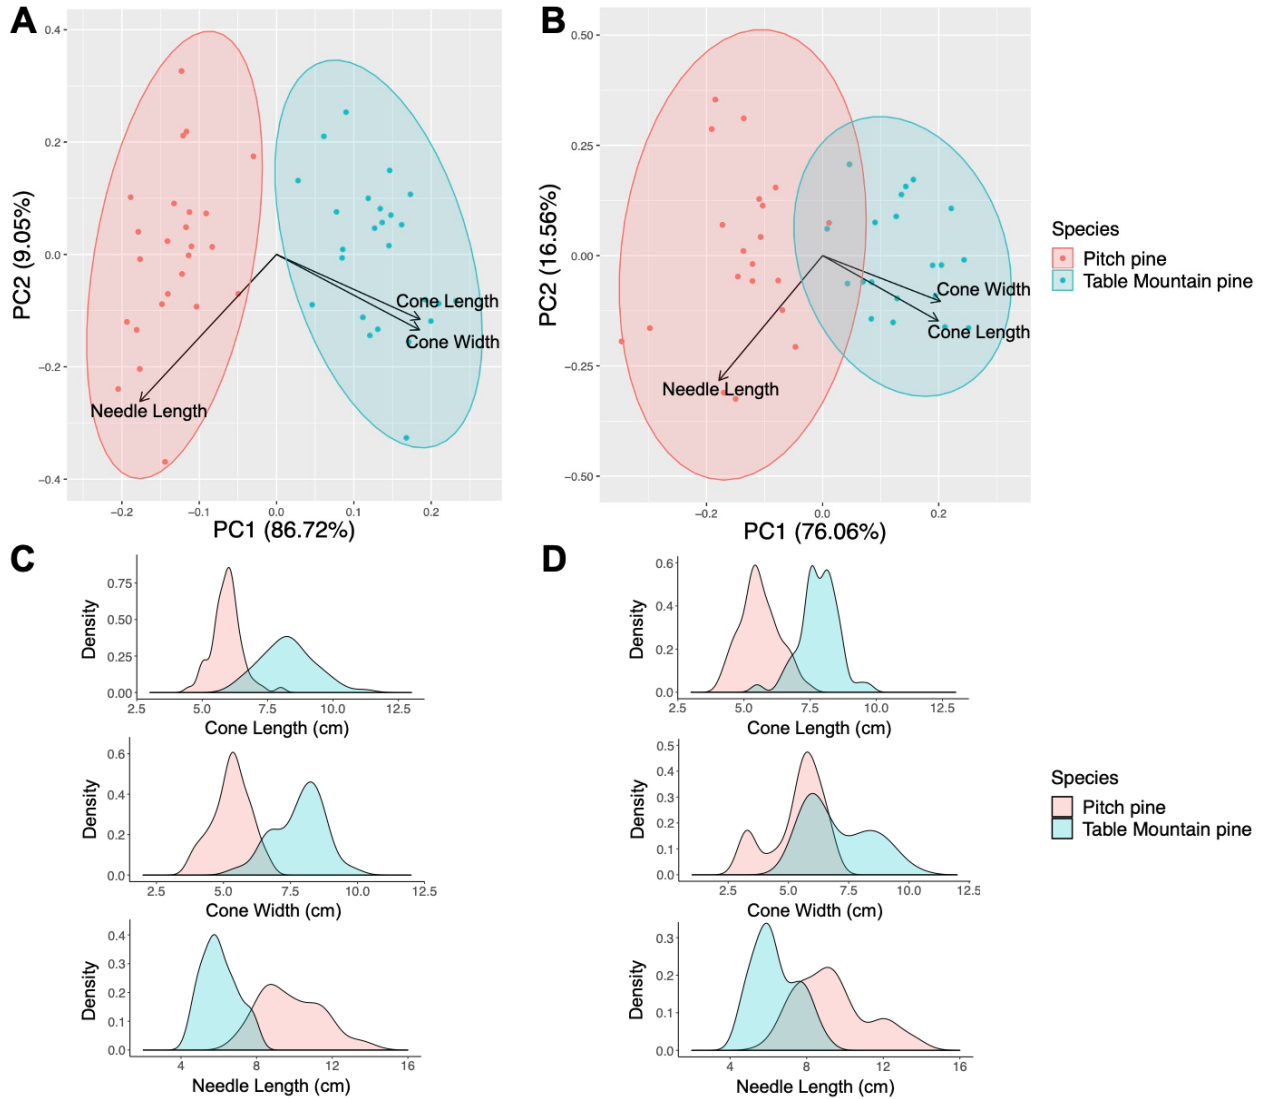 A
B
0.4
0.2
0.0
−0.2
−0.4
PC2 (9.05%)
Cone Length
Cone Width
Needle Length
−0.2
−0.1
0.0
0.1
0.2
PC1 (86.72%)
0.50
0.25
0.00
−0.25
−0.50
PC2 (16.56%)
Cone Width
Cone Length
Needle Length
−0.2
0.0
0.2
PC1 (76.06%)
Species
Pitch pine
Table Mountain pine
C
0.75
0.50
0.25
0.00
Density
2.5
5.0
7.5
10.0
12.5
Cone Length (cm)
0.6
0.4
0.2
0.0
Density
2.5
5.0
7.5
10.0
12.5
Cone Width (cm)
0.4
0.3
0.2
0.1
0.0
Density
4
8
12
16
Needle Length (cm)
D
0.6
0.4
0.2
0.0
Density
2.5
5.0
7.5
10.0
12.5
Cone Length (cm)
0.5
0.4
0.3
0.2
0.1
0.0
Density
2.5
5.0
7.5
10.0
12.5
Cone Width (cm)
0.3
0.2
0.1
0.0
Density
4
8
12
16
Needle Length (cm)
Species
Pitch pine
Table Mountain pine